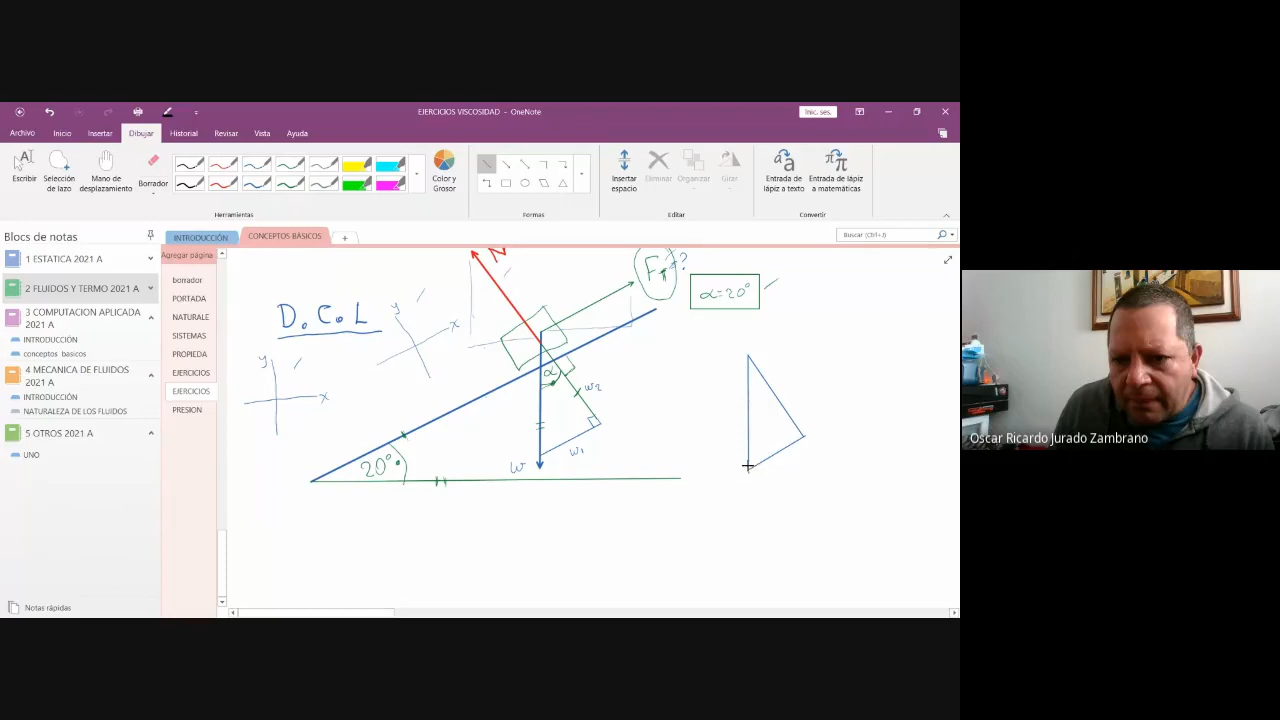 EJERCICIOS VISCOSIDAD - OneNote
Inic. ses.
Archivo Inicio Insertar Dibujar Historial Revisar Vista Ayuda
Escribir
Selección de lazo
Mano de desplazamiento
Borrador
Color y Grosor
Insertar espacio
Eliminar
Organizar
Girar
Entrada de lápiz a texto
Entrada de lápiz a matemáticas
Herramientas
Formas
Editar
Convertir
Blocs de notas
INTRODUCCIÓN
CONCEPTOS BÁSICOS
+
Buscar (Ctrl+J)
1 ESTATICA 2021 A
2 FLUIDOS Y TERMO 2021 A
3 COMPUTACION APLICADA
2021 A
INTRODUCCIÓN
conceptos basicos
4 MECANICA DE FLUIDOS
2021 A
INTRODUCCIÓN
NATURALEZA DE LOS FLUIDOS
5 OTROS 2021 A
UNO
Notas rápidas
Agregar página
borrador
PORTADA
NATURALE
SISTEMAS
PROPIEDA
EJERCICIOS
EJERCICIOS
PRESION
D.C.L
y
x
y
x
N
F ?
α=20°
α
w2
w1
w
20°
Oscar Ricardo Jurado Zambrano